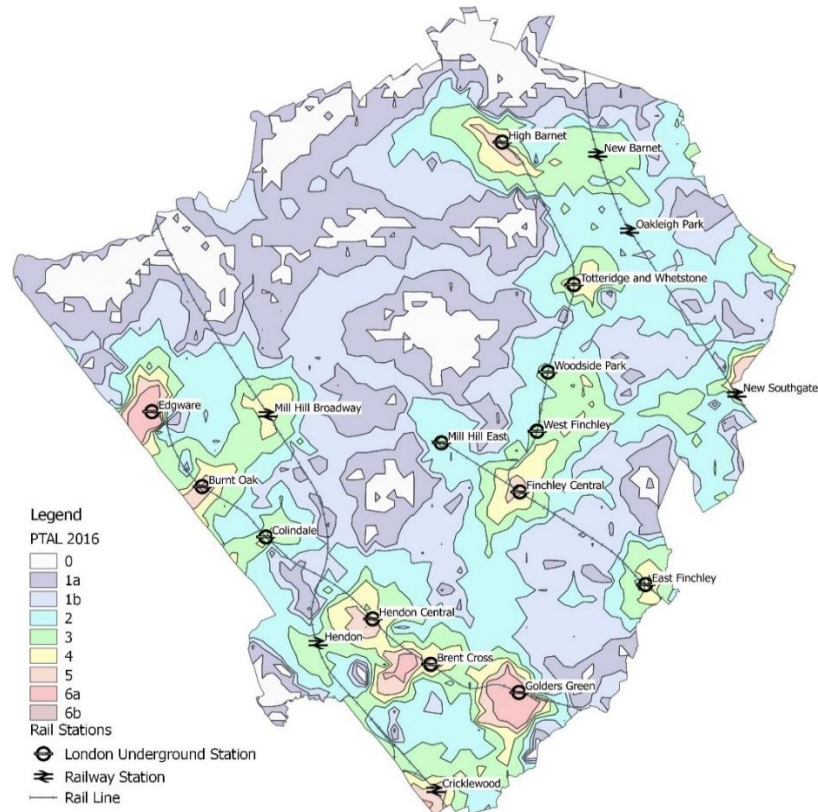 High Barnet
New Barnet
Oakleigh Park
Totteridge and Whetstone
Woodside Park
New Southgate
Edgware
Mill Hill Broadway
West Finchley
Mill Hill East
Burnt Oak
Finchley Central
Colindale
East Finchley
Hendon Central
Hendon
Brent Cross
Golders Green
Cricklewood
Legend
PTAL 2016
0
1a
1b
2
3
4
5
6a
6b
Rail Stations
London Underground Station
Railway Station
Rail Line